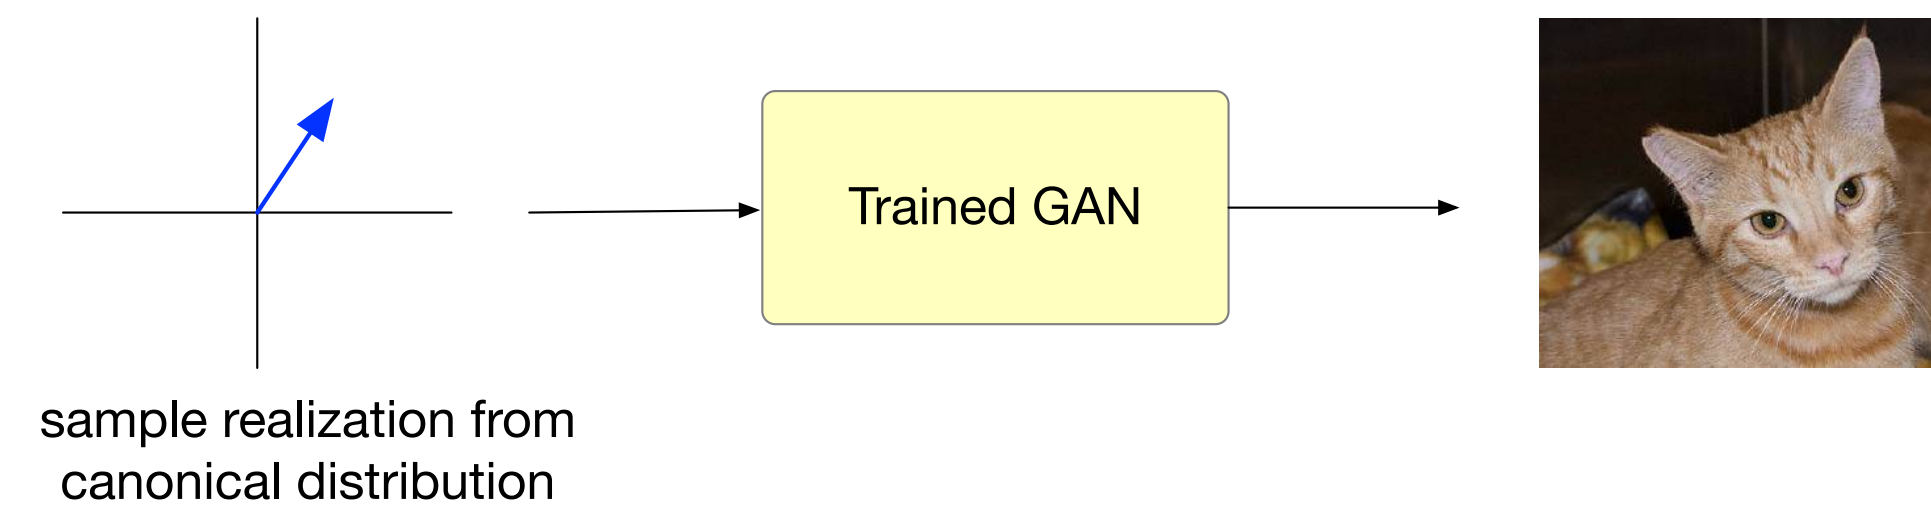 Trained GAN
sample realization from
canonical distribution